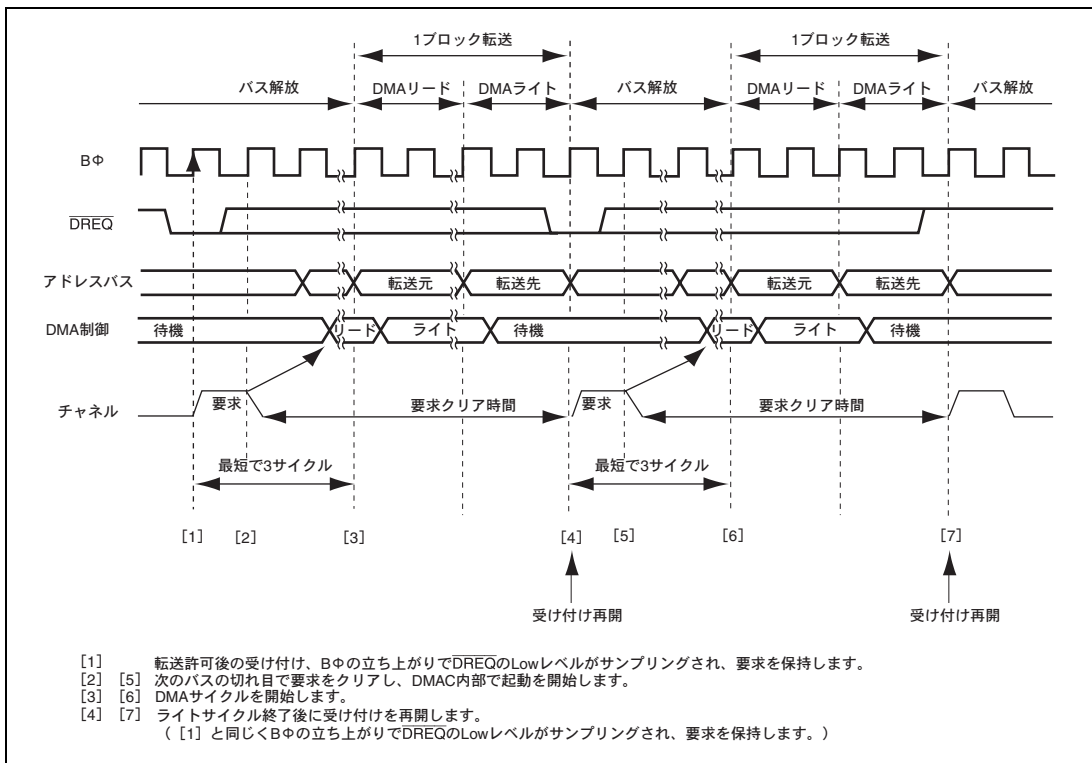 1ブロック転送 1ブロック転送
バス解放 DMAリード DMAライト バス解放 DMAリード DMAライト バス解放
BΦ
DREQ
アドレスバス 転送元 転送先 転送元 転送先
DMA制御 待機 リード ライト 待機 リード ライト 待機
チャネル 要求 要求クリア時間 要求 要求クリア時間
最短で3サイクル 最短で3サイクル
[1] [2] [3] [4] [5] [6] [7]
受け付け再開 受け付け再開
[1] 転送許可後の受け付け、BΦの立ち上がりでDREQのLowレベルがサンプリングされ、要求を保持します。
[2] [5] 次のバスの切れ目で要求をクリアし、DMAC内部で起動を開始します。
[3] [6] DMAサイクルを開始します。
[4] [7] ライトサイクル終了後に受け付けを再開します。
([1]と同じくBΦの立ち上がりでDREQのLowレベルがサンプリングされ、要求を保持します。)